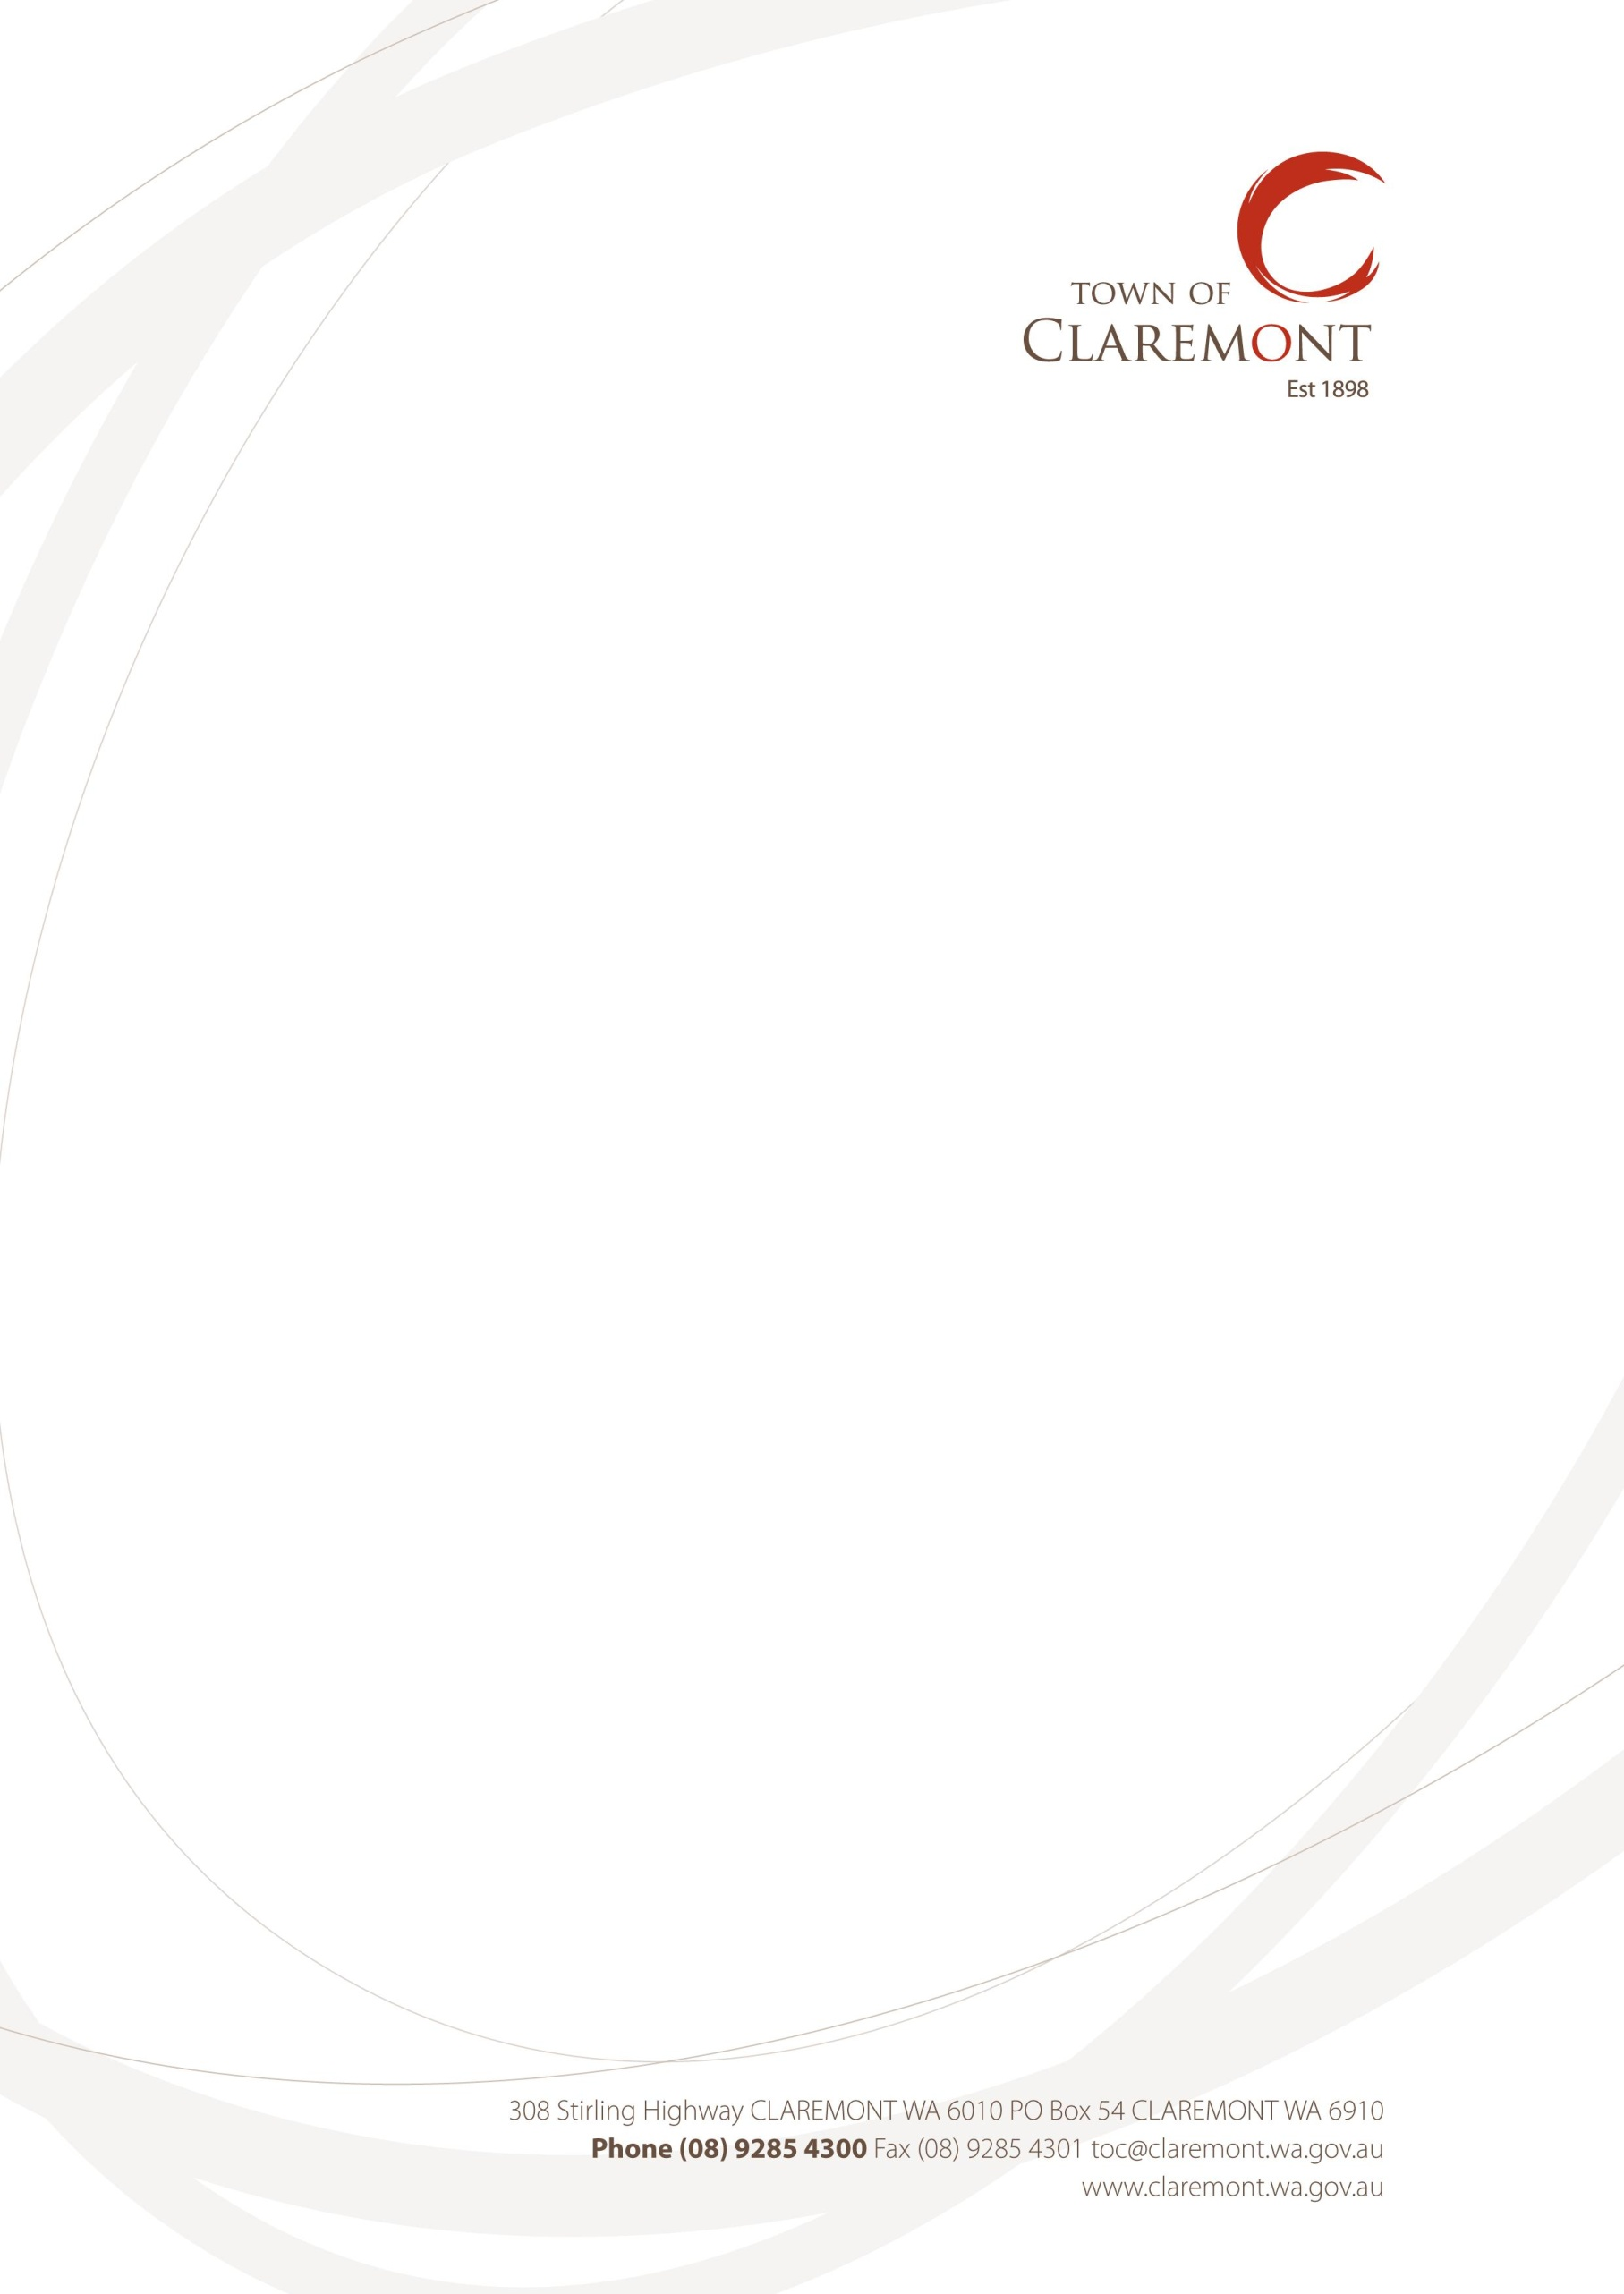 TOWN OF
CLAREMONT
Est 1898
308 Stirling Highway CLAREMONT WA 6010 PO Box 54 CLAREMONT WA 6910
Phone (08) 9285 4300 Fax (08) 9285 4301 toc@claremont.wa.gov.au
www.claremont.wa.gov.au